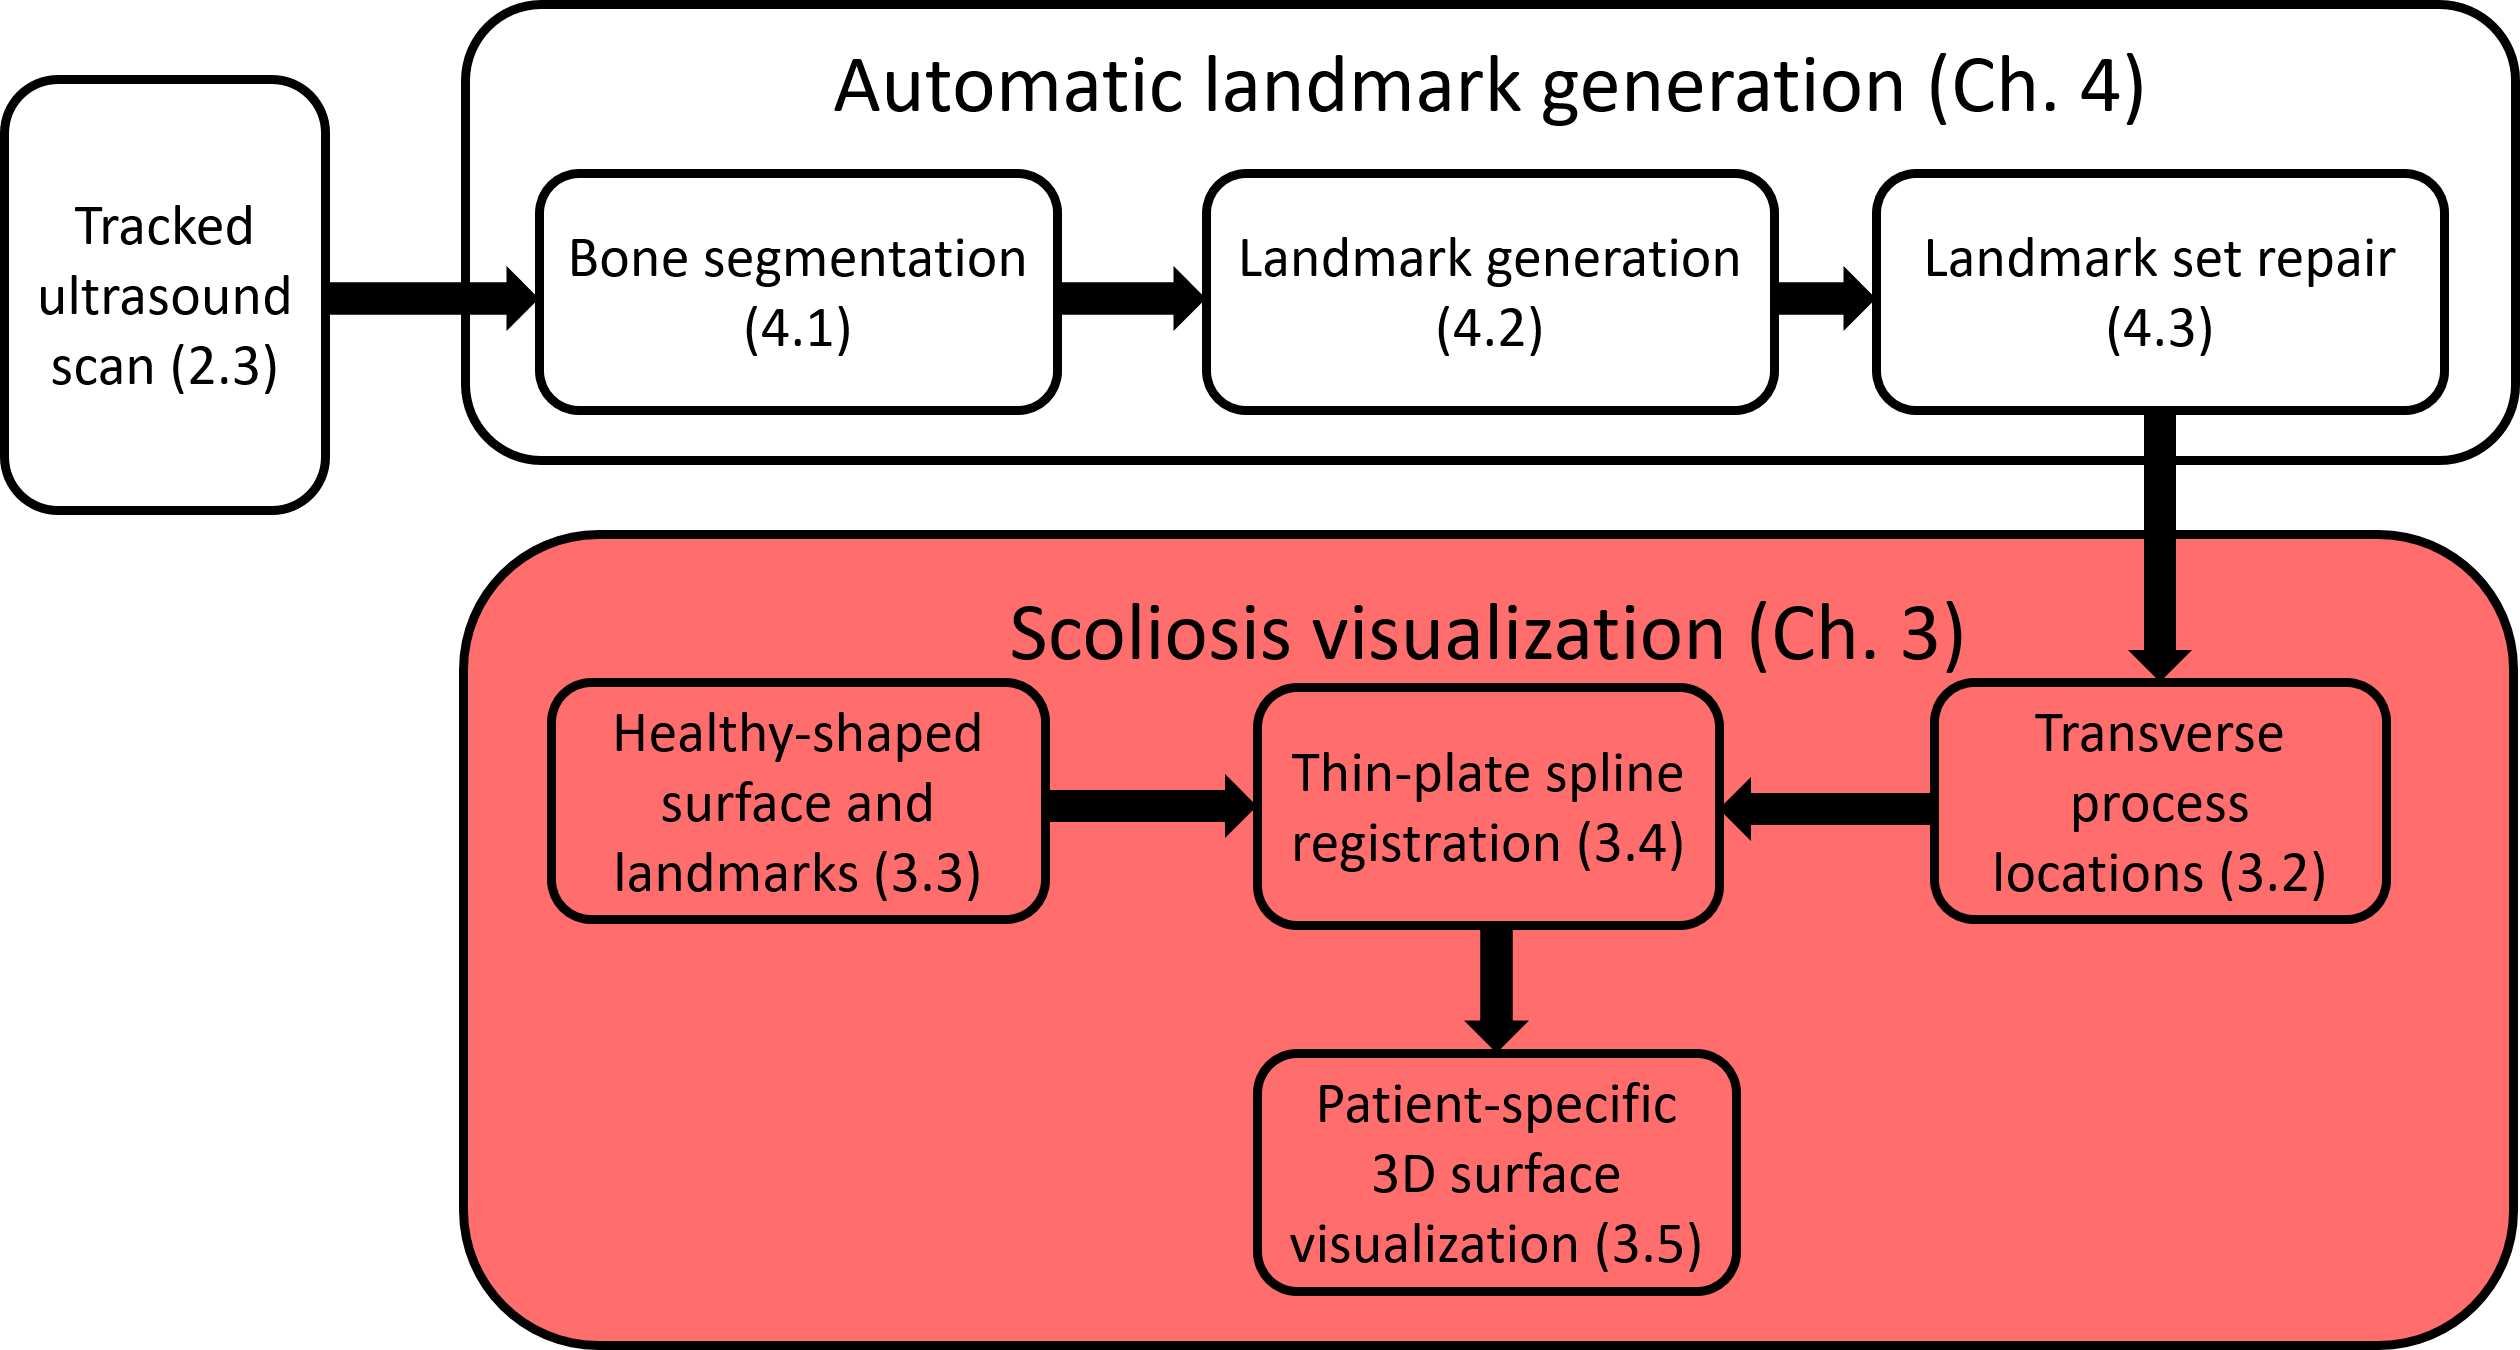 Automatic landmark generation (Ch. 4)
Tracked
ultrasound
scan (2.3)
Bone segmentation
(4.1)
Landmark generation
(4.2)
Landmark set repair
(4.3)
Scoliosis visualization (Ch. 3)
Healthy-shaped
surface and
landmarks (3.3)
Thin-plate spline
registration (3.4)
Transverse
process
locations (3.2)
Patient-specific
3D surface
visualization (3.5)